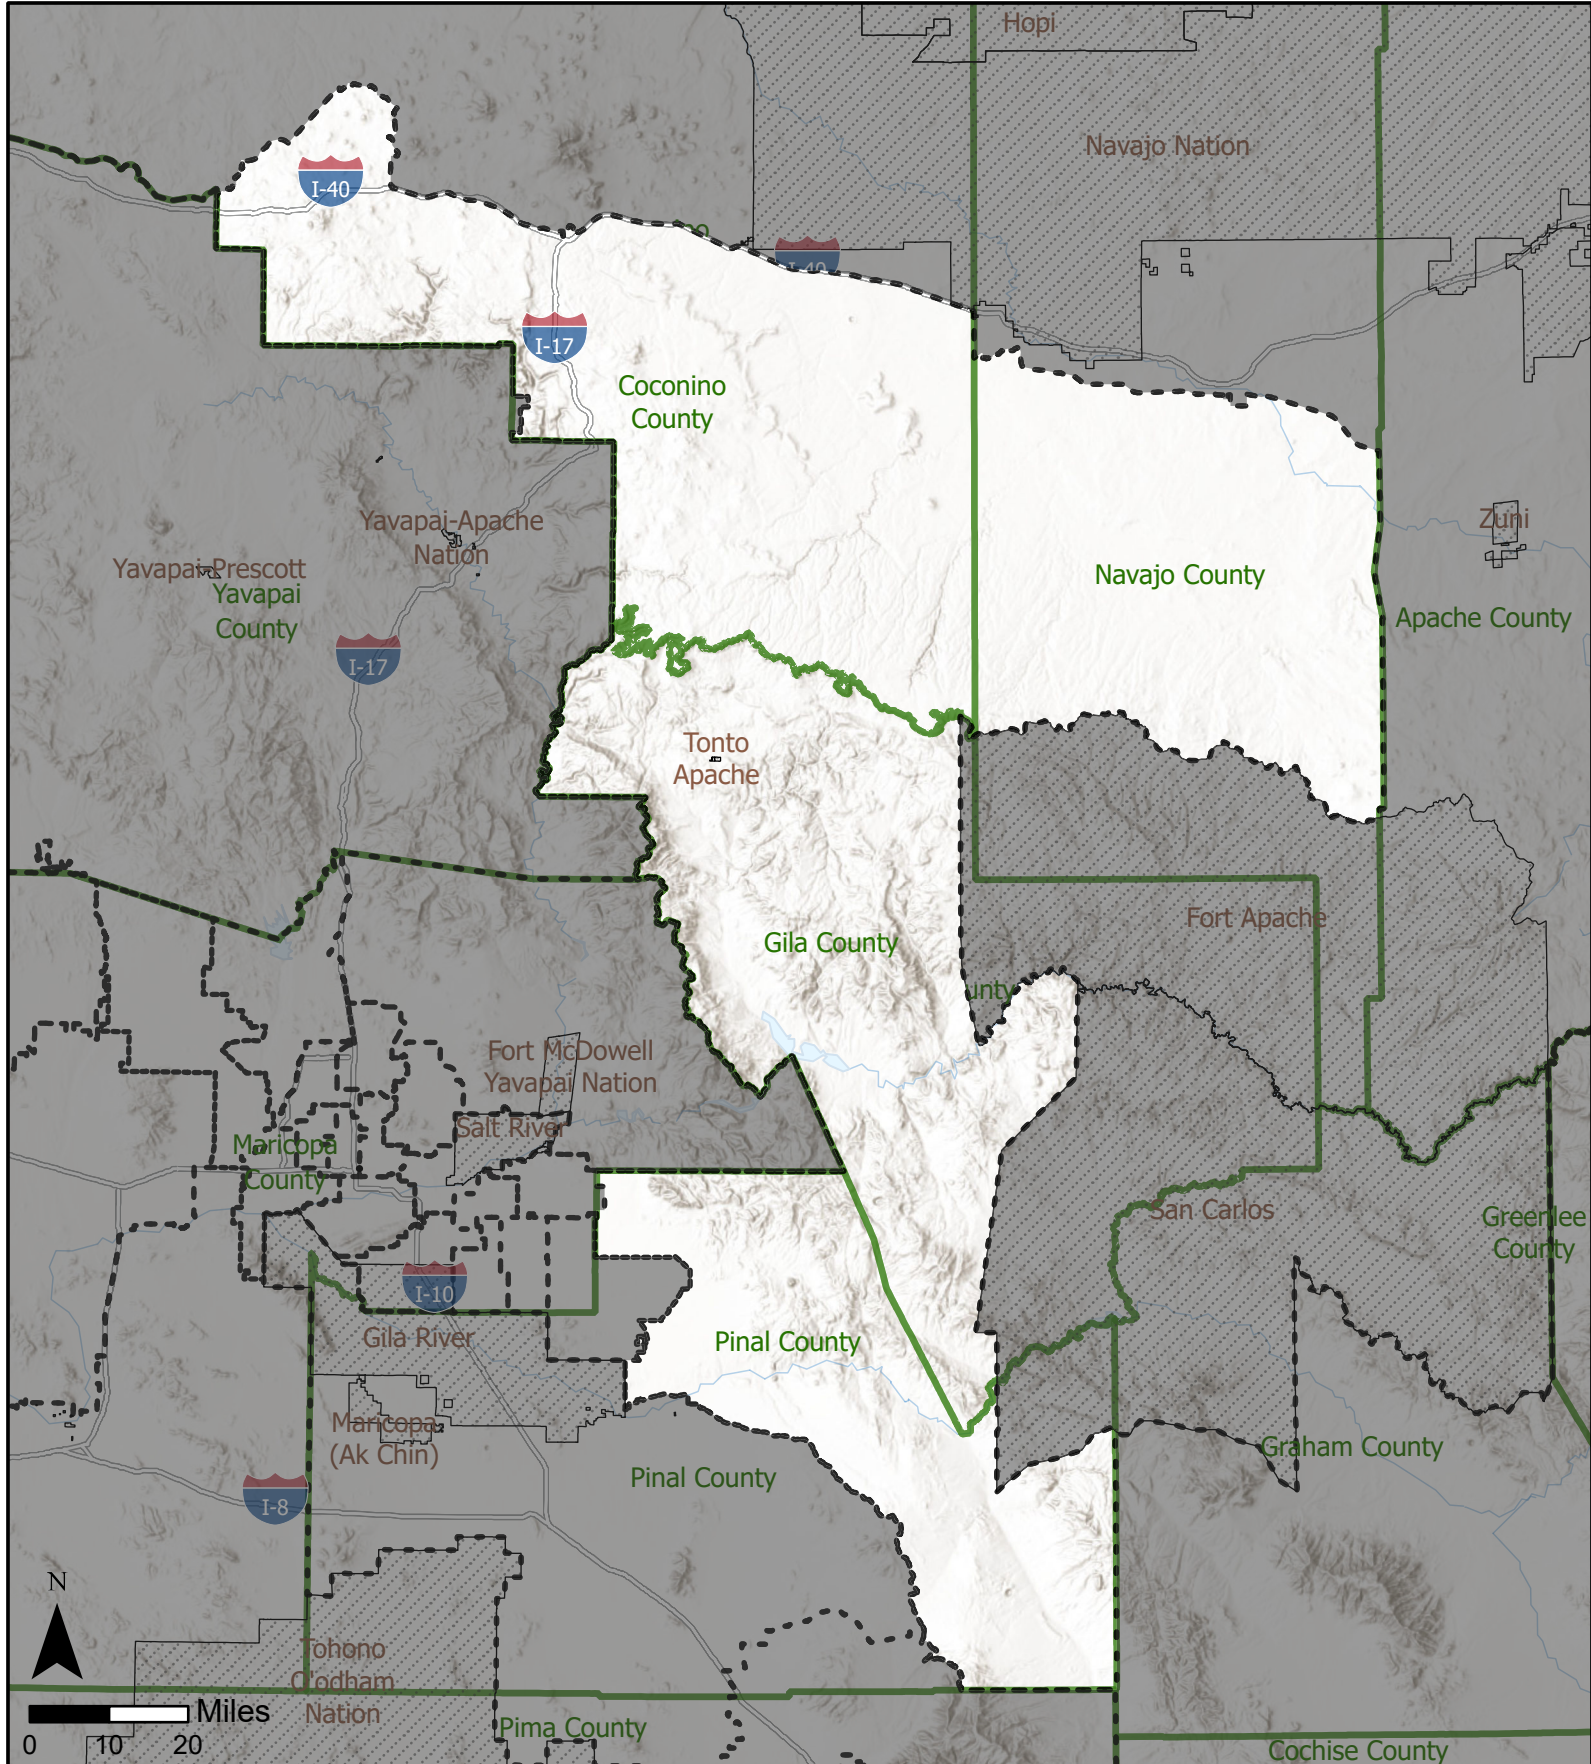 Hopi
Navajo Nation
I-40
I-40
I-17
Coconino
County
Yavapai-Apache
Nation
Zuni
Yavapai-Prescott
Yavapai
County
Navajo County
Apache County
I-17
Tonto
Apache
Fort Apache
Gila County
unty
Fort McDowell
Yavapai Nation
Salt River
Maricopa
County
San Carlos
Greenlee
County
I-10
Gila River
Pinal County
Maricopa
(Ak Chin)
Graham County
Pinal County
I-8
N
Tohono
O'odham
Nation
Miles
0 10 20
Pima County
Cochise County